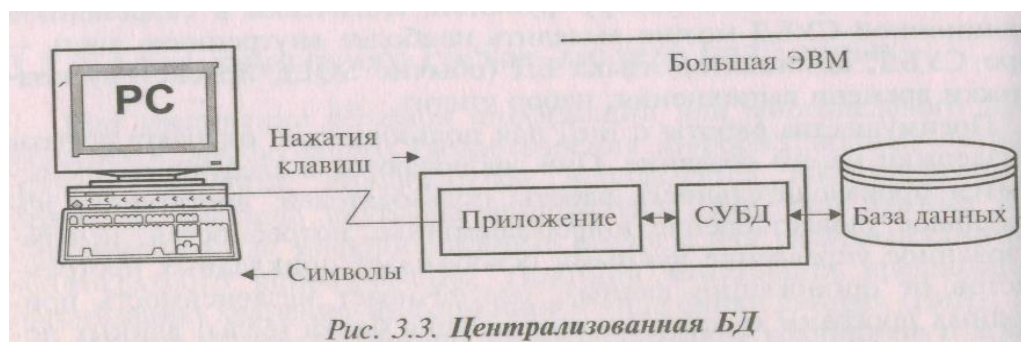 Большая ЭВМ
PC
Нажатия
клавиш
Приложение
СУБД
База данных
Символы
Рис. 3.3. Централизованная БД